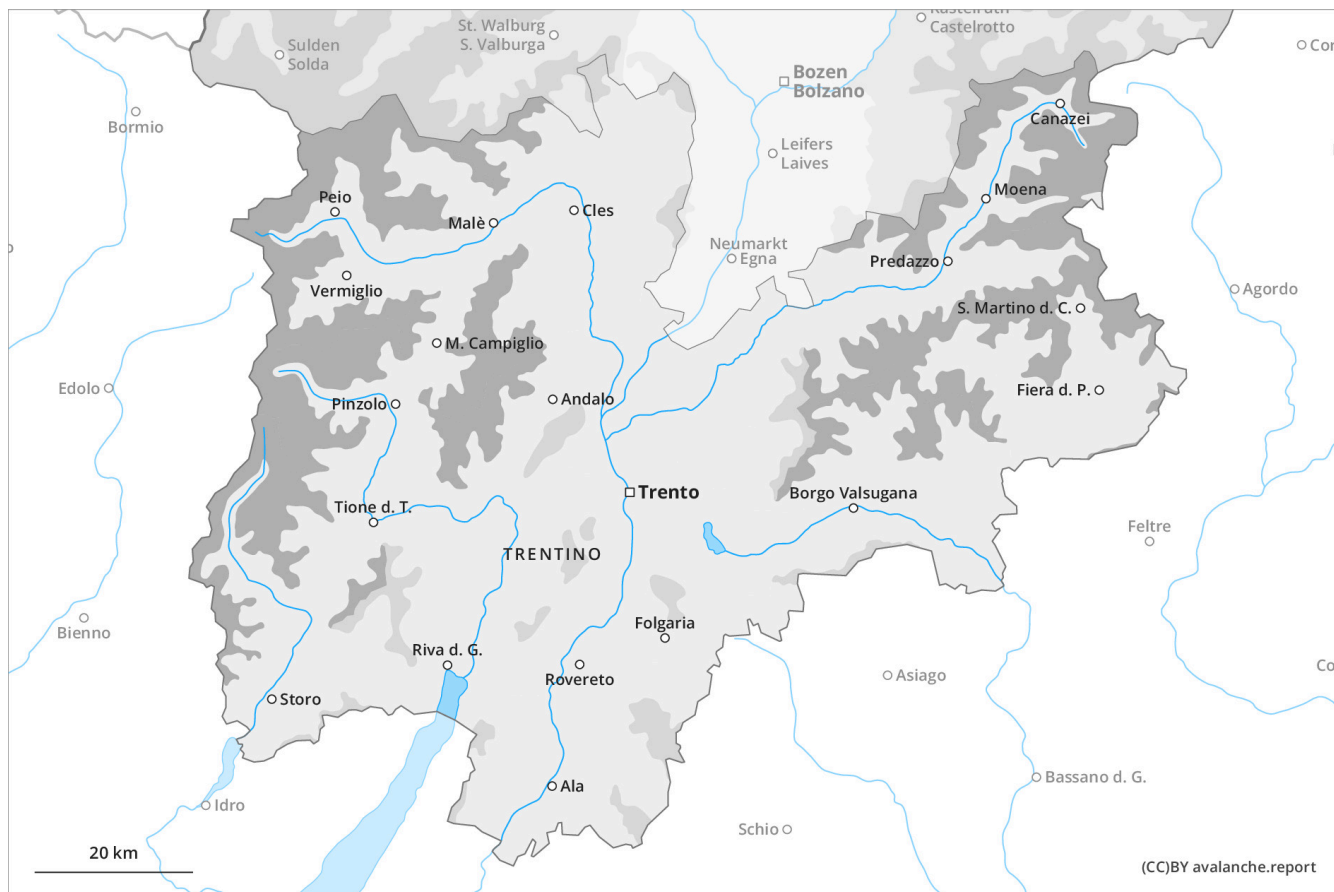 St. Walburg
S. Valburga
Castelrotto
Sulden
Solda
Bozen
Bolzano
Bormio
Canazei
Leifers
Laives
Moena
Peio
Malè
Cles
Neumarkt
Egna
Predazzo
Vermiglio
Agordo
S. Martino d. C.
M. Campiglio
Edolo
Pinzolo
Andalo
Fiera d. P.
Trento
Borgo Valsugana
Tione d. T.
Feltre
TRENTINO
Bienno
Folgaria
Riva d. G.
Rovereto
Asiago
Storo
Ala
Bassano d. G.
Idro
Schio
20 km
(CC)BY avalanche.report